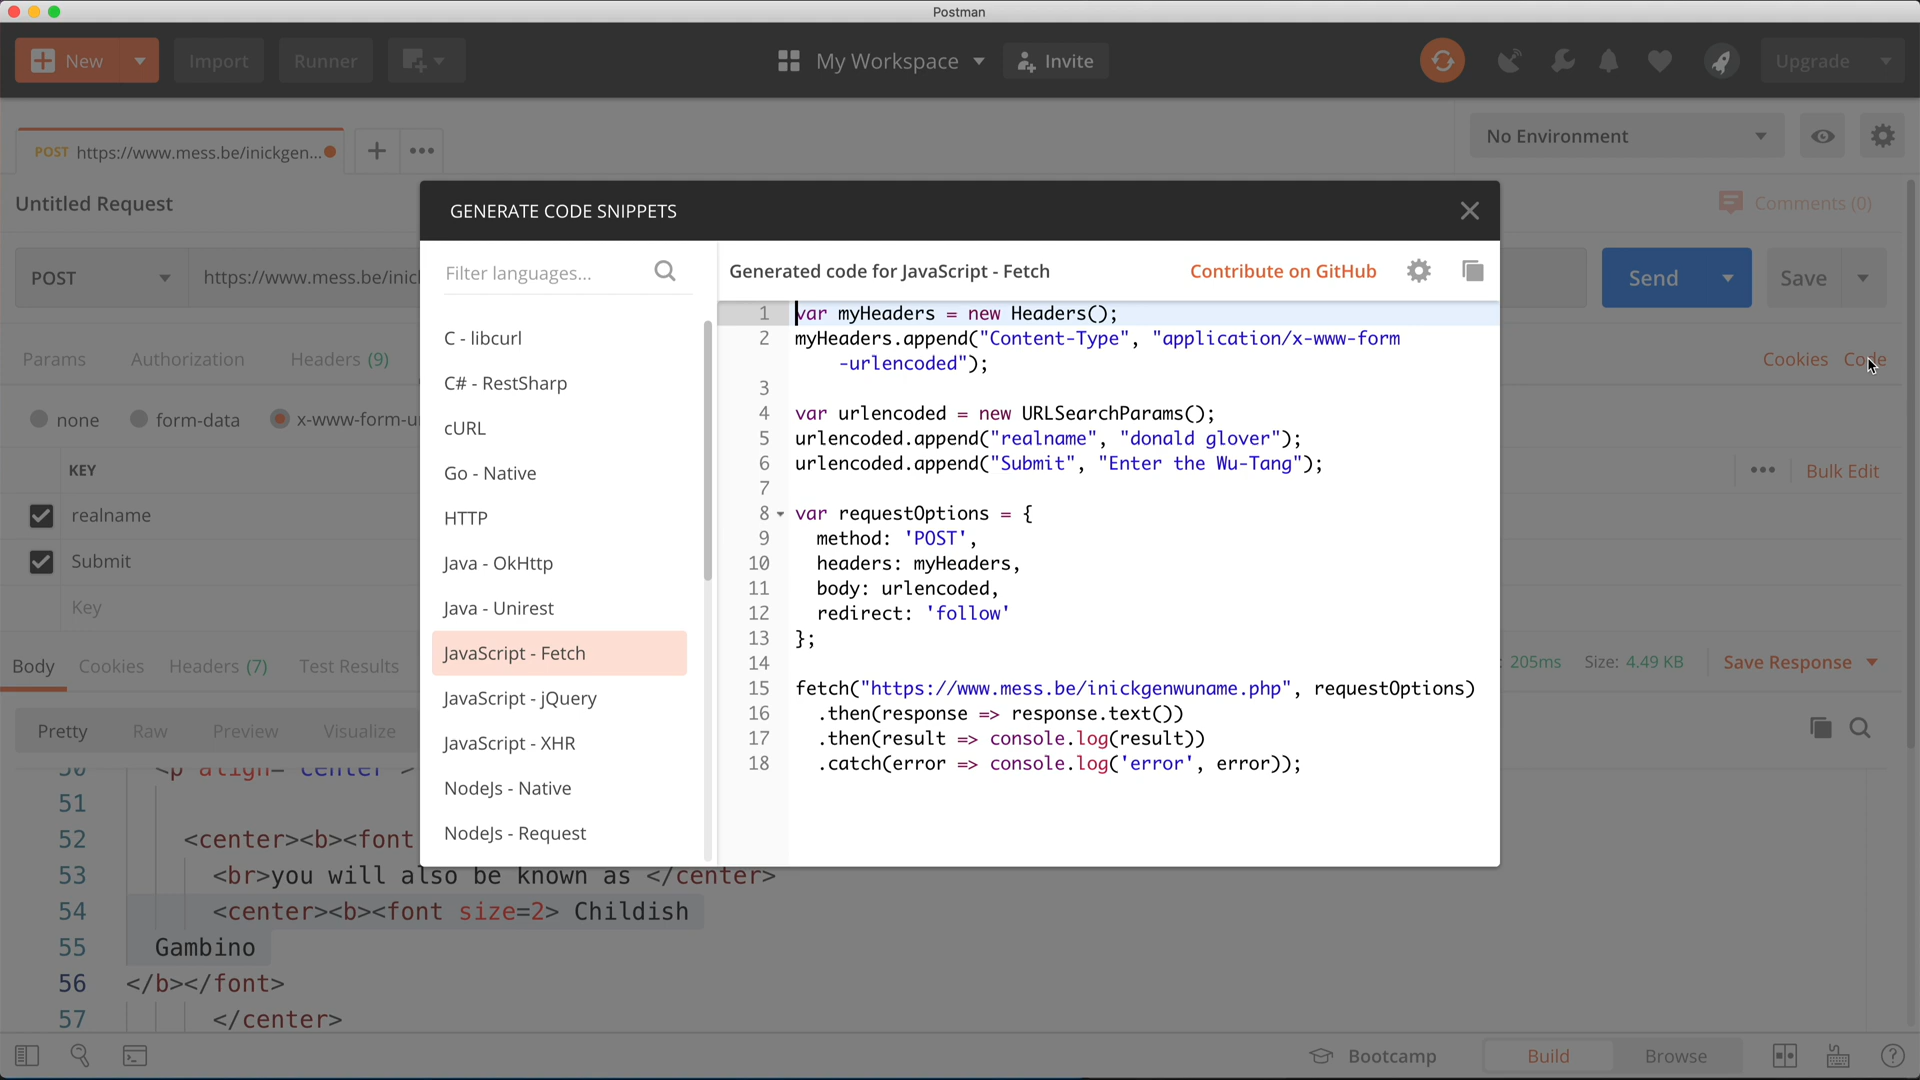 Postman
New
Import
Runner
My Workspace
Invite
Upgrade
POST https://www.mess.be/inickgen...
No Environment
Untitled Request
Comments (0)
POST
https://www.mess.be/inic
Send
Save
Params
Authorization
Headers (9)
Cookies
Code
none
form-data
x-www-form-u
KEY
Bulk Edit
realname
Submit
Key
GENERATE CODE SNIPPETS
Filter languages...
C - libcurl
C# - RestSharp
cURL
Go - Native
HTTP
Java - OkHttp
Java - Unirest
JavaScript - Fetch
JavaScript - jQuery
JavaScript - XHR
NodeJs - Native
NodeJs - Request
Generated code for JavaScript - Fetch
Contribute on GitHub
1 var myHeaders = new Headers();
2 myHeaders.append("Content-Type", "application/x-www-form
-urlencoded");
3
4 var urlencoded = new URLSearchParams();
5 urlencoded.append("realname", "donald glover");
6 urlencoded.append("Submit", "Enter the Wu-Tang");
7
8 var requestOptions = {
9 method: 'POST',
10 headers: myHeaders,
11 body: urlencoded,
12 redirect: 'follow'
13 };
14
15 fetch("https://www.mess.be/inickgenwuname.php", requestOptions)
16 .then(response => response.text())
17 .then(result => console.log(result))
18 .catch(error => console.log('error', error));
Body
Cookies
Headers (7)
Test Results
: 205ms
Size: 4.49 KB
Save Response
Pretty
Raw
Preview
Visualize
50 <p align="center">
51
52 <center><b><font
53 <br>you will also be known as </center>
54 <center><b><font size=2> Childish
55 Gambino
56 </b></font>
57 </center>
Bootcamp
Build
Browse